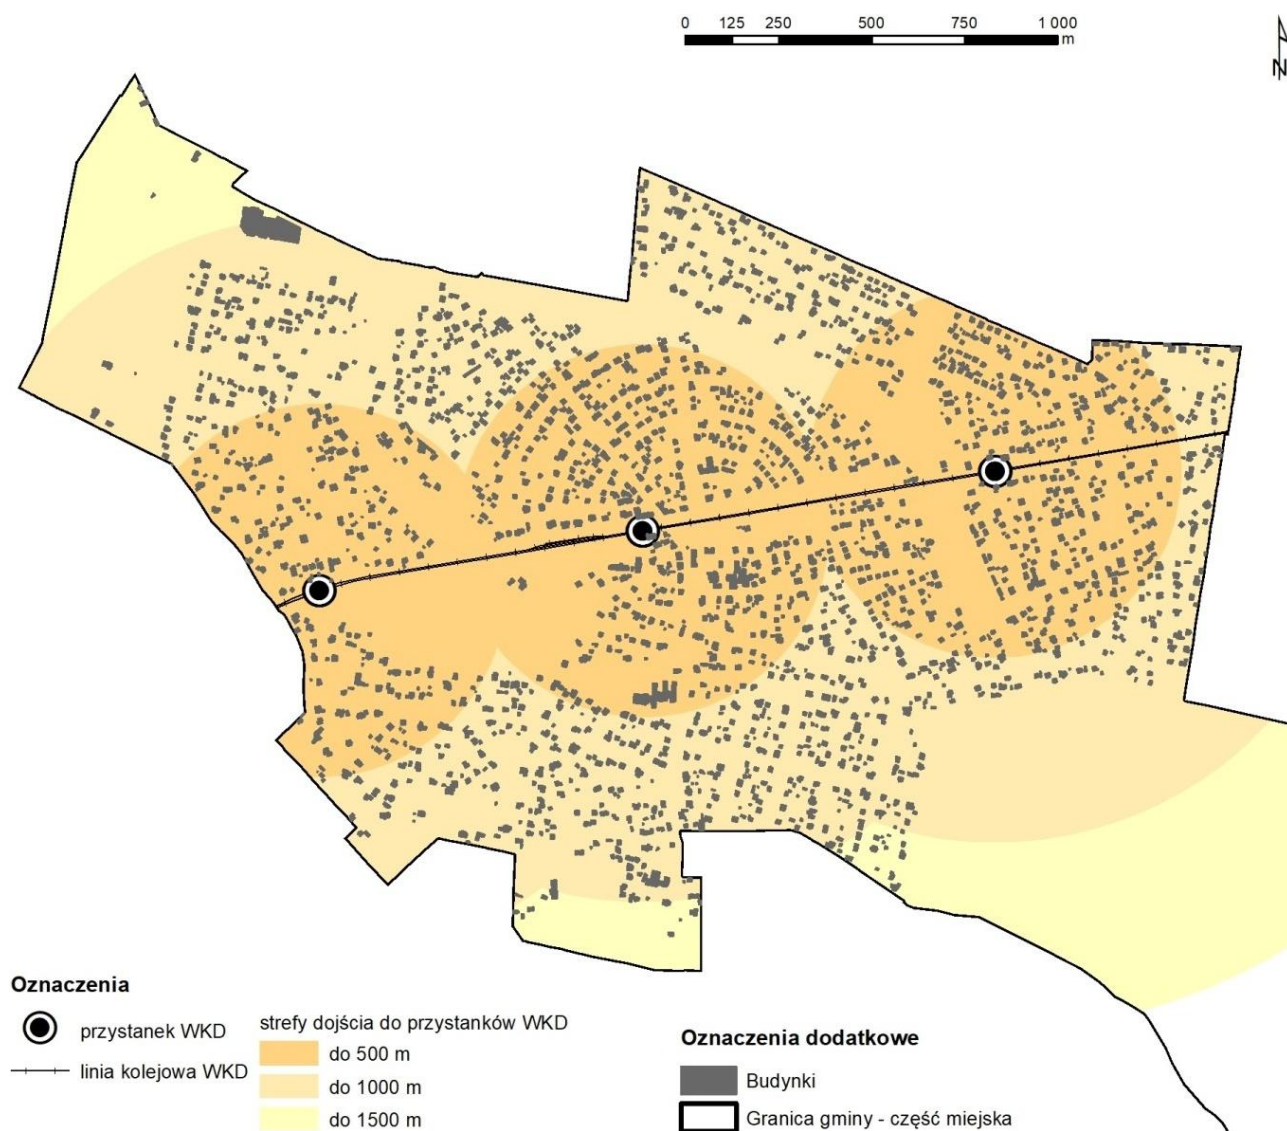 0 125 250 500 750 1 000
m
N
Oznaczenia
przystanek WKD
linia kolejowa WKD
strefy dojścia do przystanków WKD
do 500 m
do 1000 m
do 1500 m
Oznaczenia dodatkowe
Budynki
Granica gminy - część miejska